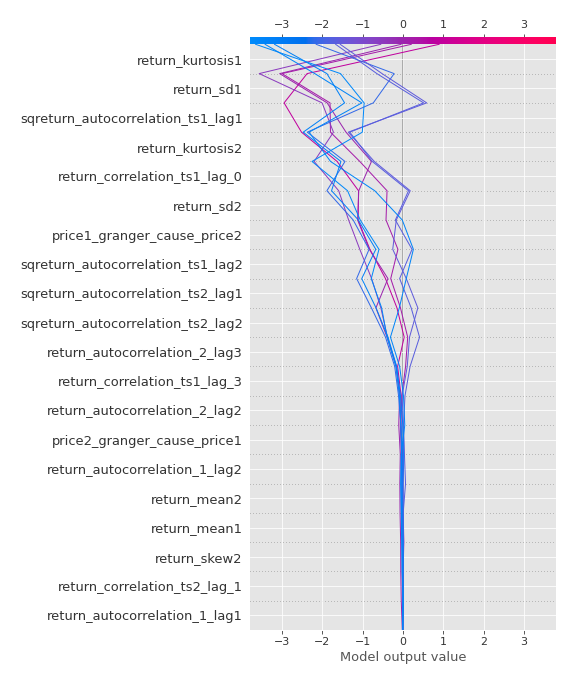 −3 −2 −1 0 1 2 3
return_kurtosis1
return_sd1
sqreturn_autocorrelation_ts1_lag1
return_kurtosis2
return_correlation_ts1_lag_0
return_sd2
price1_granger_cause_price2
sqreturn_autocorrelation_ts1_lag2
sqreturn_autocorrelation_ts2_lag1
sqreturn_autocorrelation_ts2_lag2
return_autocorrelation_2_lag3
return_correlation_ts1_lag_3
return_autocorrelation_2_lag2
price2_granger_cause_price1
return_autocorrelation_1_lag2
return_mean2
return_mean1
return_skew2
return_correlation_ts2_lag_1
return_autocorrelation_1_lag1
−3 −2 −1 0 1 2 3
Model output value